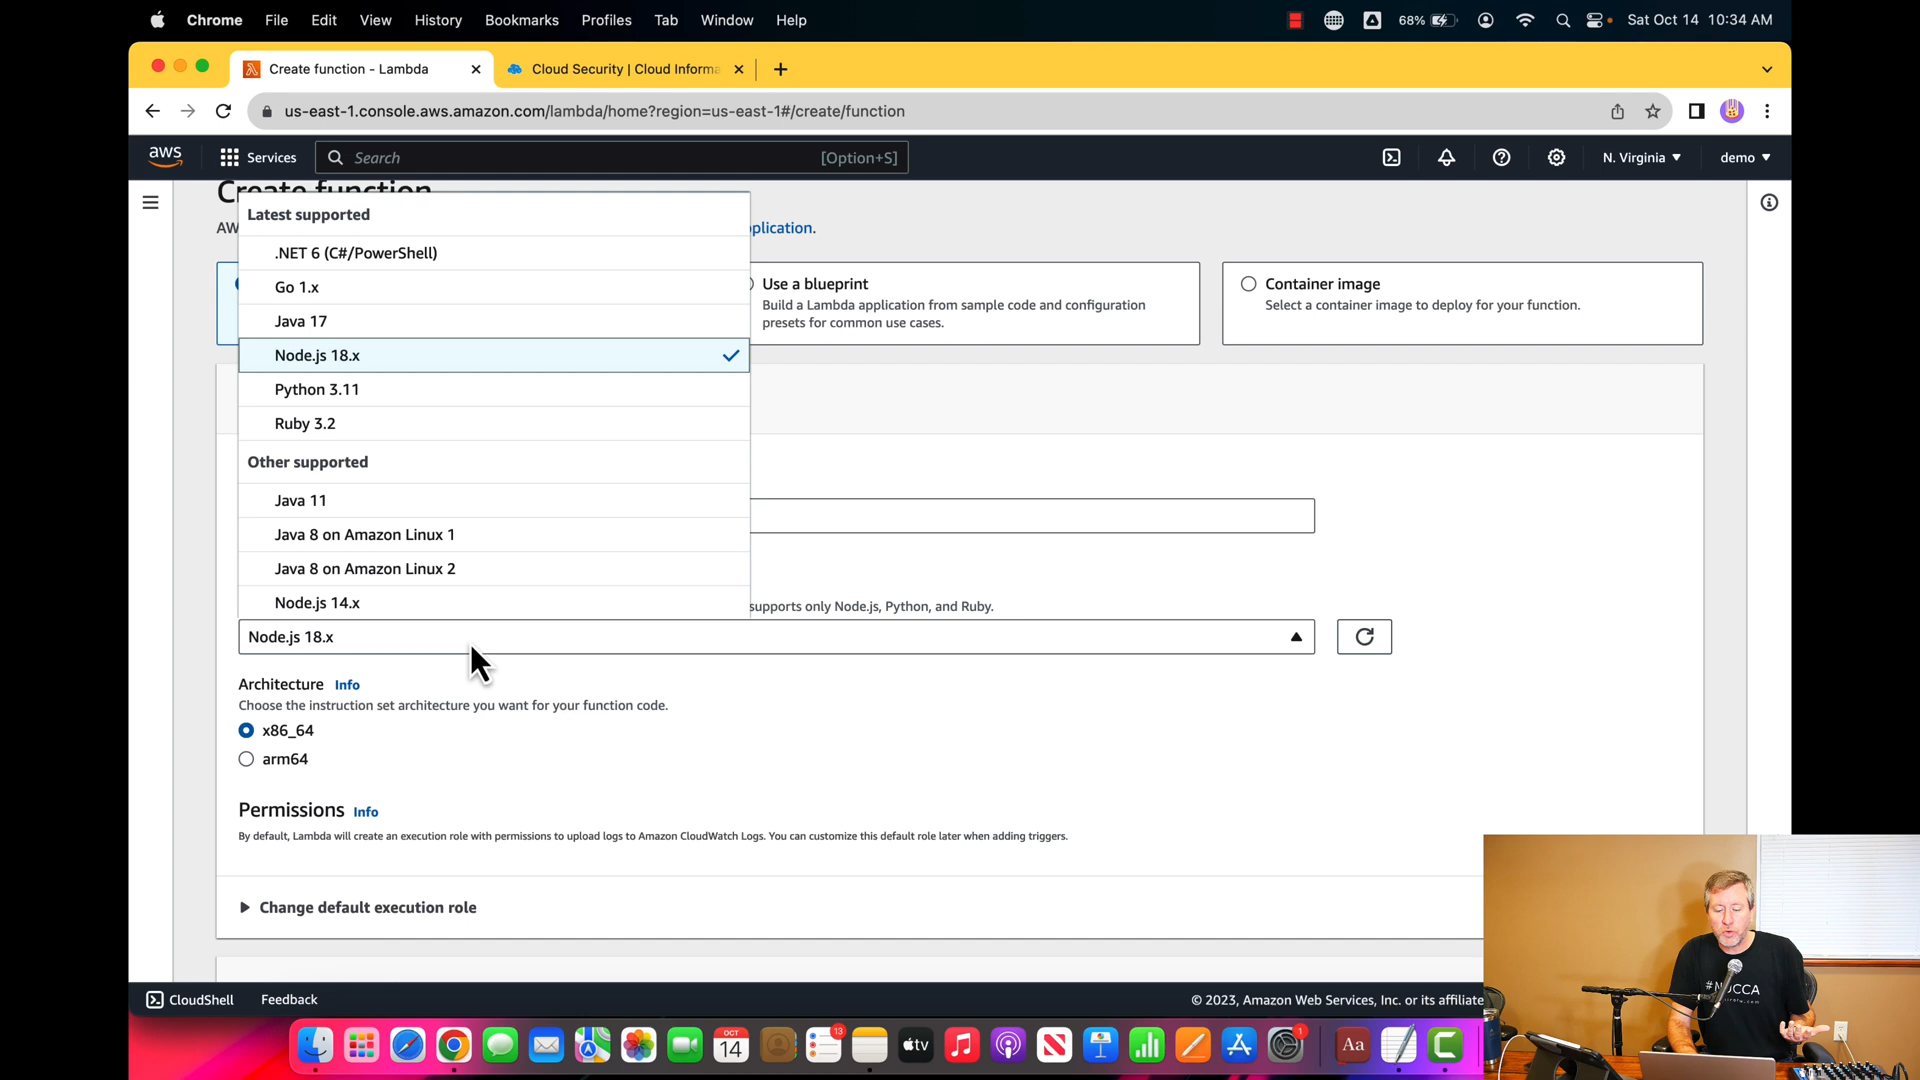 Chrome File Edit View History Bookmarks Profiles Tab Window Help 68% Sat Oct 14 10:34 AM
Create function - Lambda Cloud Security | Cloud Informa
us-east-1.console.aws.amazon.com/lambda/home?region=us-east-1#/create/function
aws Services Search [Option+S] N. Virginia demo
Create function
Latest supported
AW plication.
.NET 6 (C#/PowerShell)
Go 1.x
Java 17
Node.js 18.x
Python 3.11
Ruby 3.2
Other supported
Java 11
Java 8 on Amazon Linux 1
Java 8 on Amazon Linux 2
Node.js 14.x
Use a blueprint
Build a Lambda application from sample code and configuration
presets for common use cases.
Container image
Select a container image to deploy for your function.
supports only Node.js, Python, and Ruby.
Node.js 18.x
Architecture Info
Choose the instruction set architecture you want for your function code.
x86_64
arm64
Permissions Info
By default, Lambda will create an execution role with permissions to upload logs to Amazon CloudWatch Logs. You can customize this default role later when adding triggers.
Change default execution role
CloudShell Feedback © 2023, Amazon Web Services, Inc. or its affiliate
OCT
14
13
tv
1
Aa